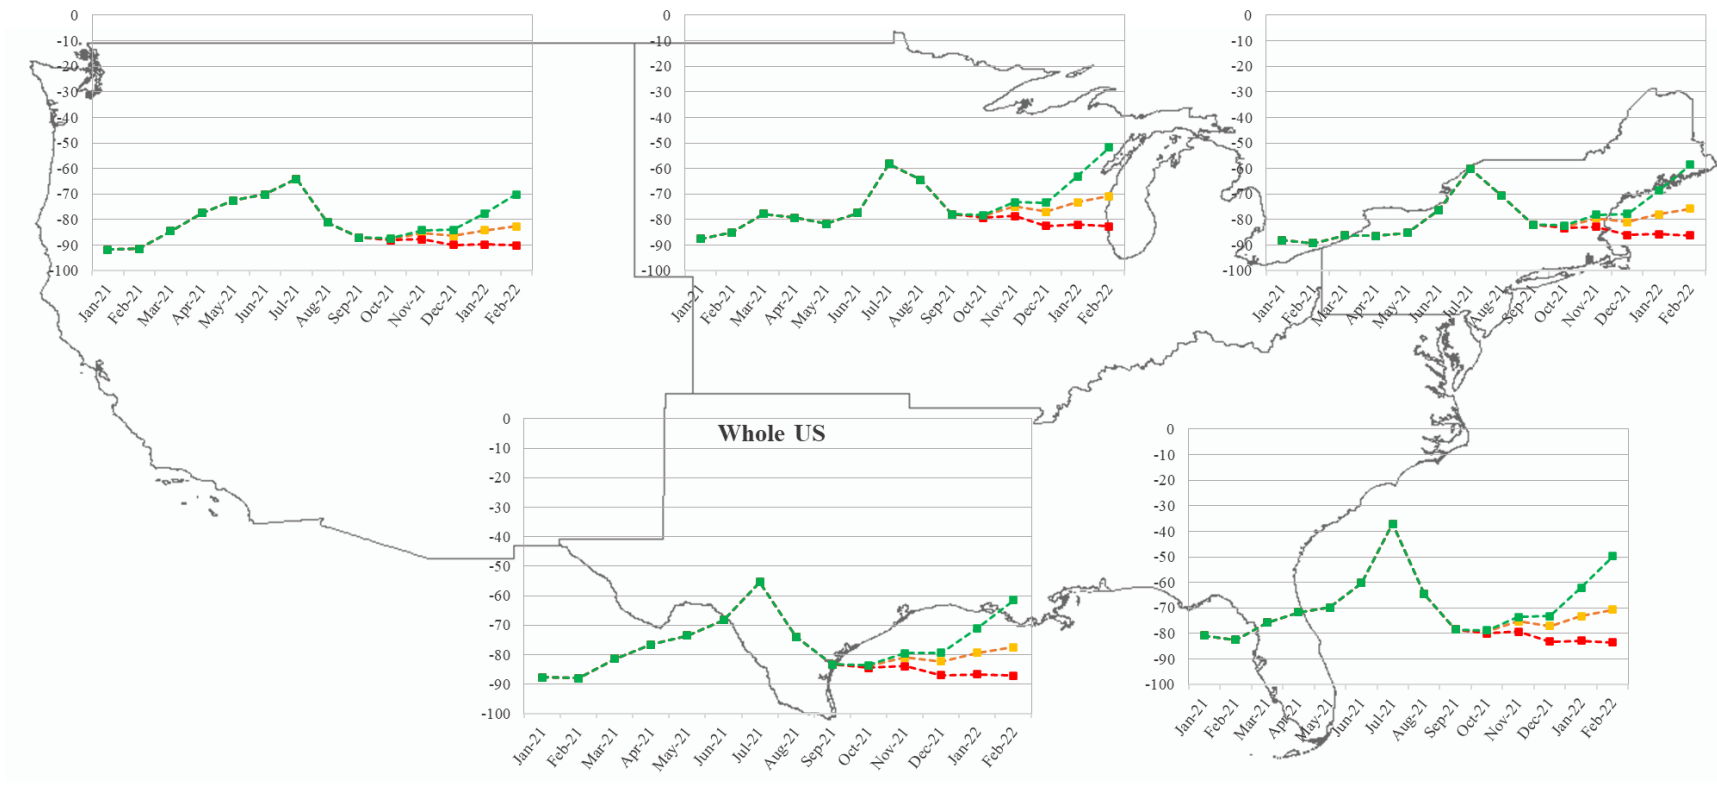 0
-10
-20
-30
-40
-50
-60
-70
-80
-90
-100
Jan-21
Feb-21
Mar-21
Apr-21
May-21
Jun-21
Jul-21
Aug-21
Sep-21
Oct-21
Nov-21
Dec-21
Jan-22
Feb-22
0
-10
-20
-30
-40
-50
-60
-70
-80
-90
-100
Jan-21
Feb-21
Mar-21
Apr-21
May-21
Jun-21
Jul-21
Aug-21
Sep-21
Oct-21
Nov-21
Dec-21
Jan-22
Feb-22
0
-10
-20
-30
-40
-50
-60
-70
-80
-90
-100
Jan-21
Feb-21
Mar-21
Apr-21
May-21
Jun-21
Jul-21
Aug-21
Sep-21
Oct-21
Nov-21
Dec-21
Jan-22
Feb-22
Whole US
0
-10
-20
-30
-40
-50
-60
-70
-80
-90
-100
Jan-21
Feb-21
Mar-21
Apr-21
May-21
Jun-21
Jul-21
Aug-21
Sep-21
Oct-21
Nov-21
Dec-21
Jan-22
Feb-22
0
-10
-20
-30
-40
-50
-60
-70
-80
-90
-100
Jan-21
Feb-21
Mar-21
Apr-21
May-21
Jun-21
Jul-21
Aug-21
Sep-21
Oct-21
Nov-21
Dec-21
Jan-22
Feb-22